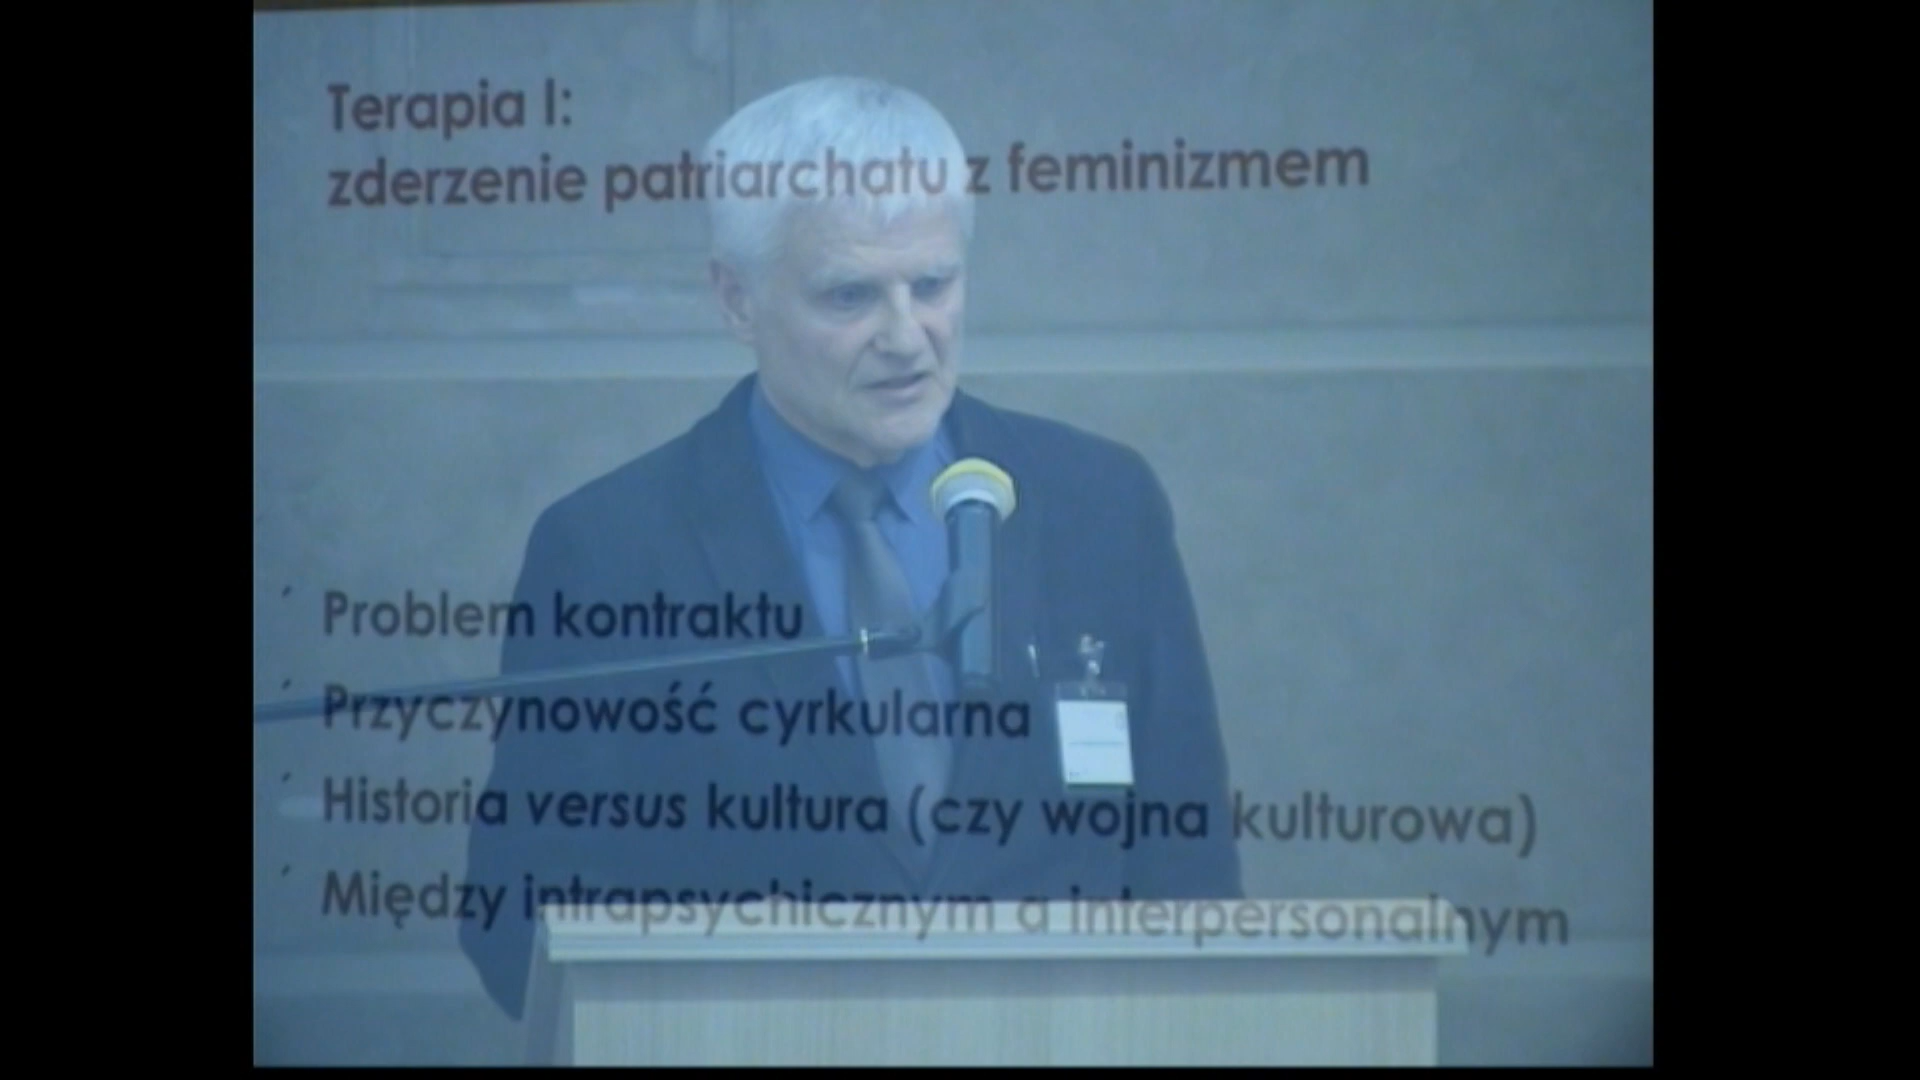 Terapia I:
zderzenie patriarchatu z feminizmem
Problem kontraktu
Przyczynowość cyrkularna
Historia versus kultura (czy wojna kulturowa)
Między intrapsychicznym a interpersonalnym